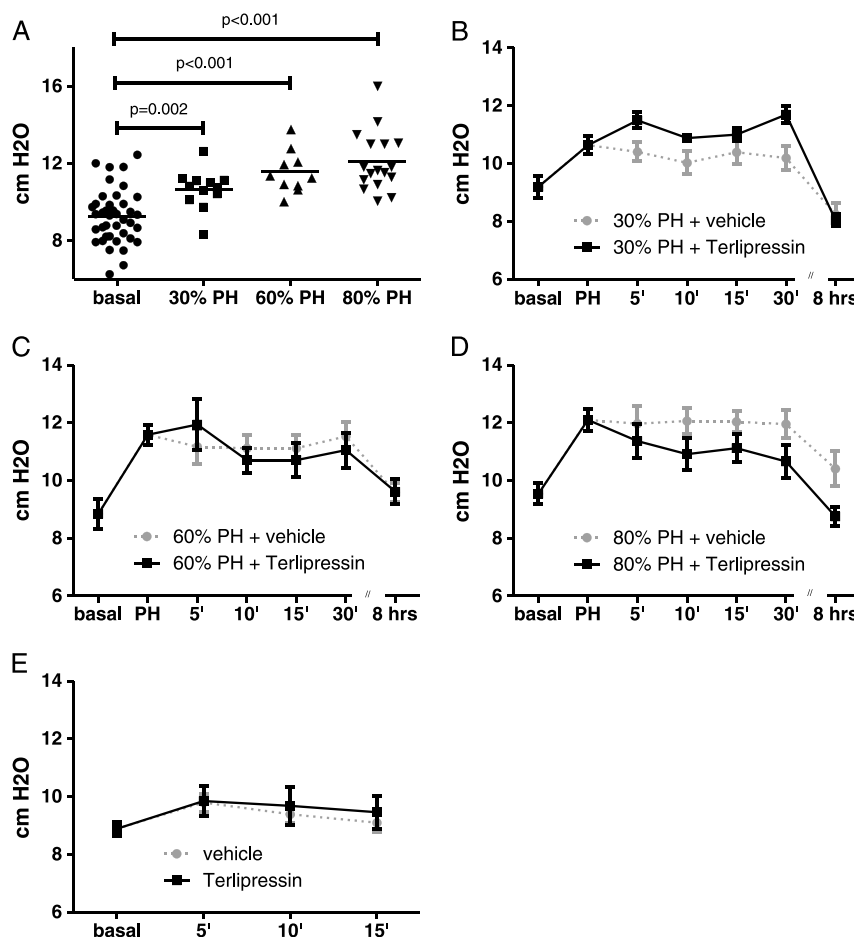 A
p<0.001
p<0.001
p=0.002
cm H2O
16
12
8
basal 30% PH 60% PH 80% PH
B
cm H2O
14
12
10
8
6
30% PH + vehicle
30% PH + Terlipressin
//
basal PH 5' 10' 15' 30' 8 hrs
C
cm H2O
14
12
10
8
6
60% PH + vehicle
60% PH + Terlipressin
//
basal PH 5' 10' 15' 30' 8 hrs
D
cm H2O
14
12
10
8
6
80% PH + vehicle
80% PH + Terlipressin
//
basal PH 5' 10' 15' 30' 8 hrs
E
cm H2O
14
12
10
8
6
vehicle
Terlipressin
basal 5' 10' 15'